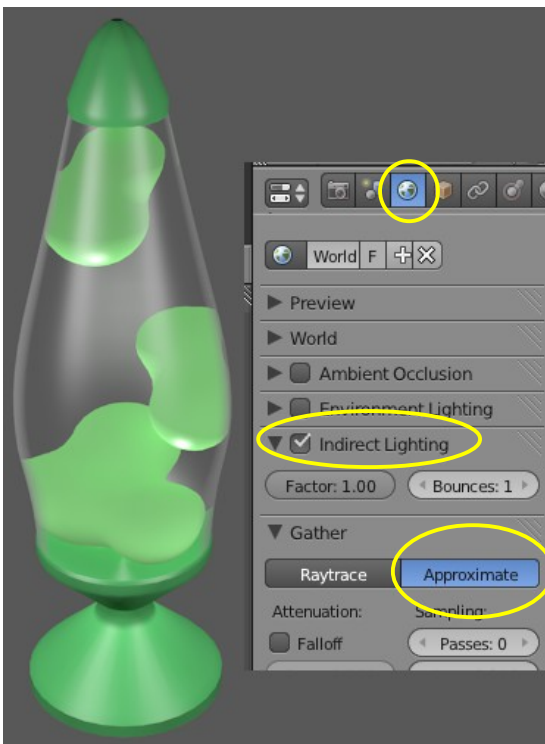 World F
Preview
World
Ambient Occlusion
Environment Lighting
Indirect Lighting
Factor: 1.00 Bounces: 1
Gather
Raytrace Approximate
Attenuation: Sampling:
Falloff Passes: 0